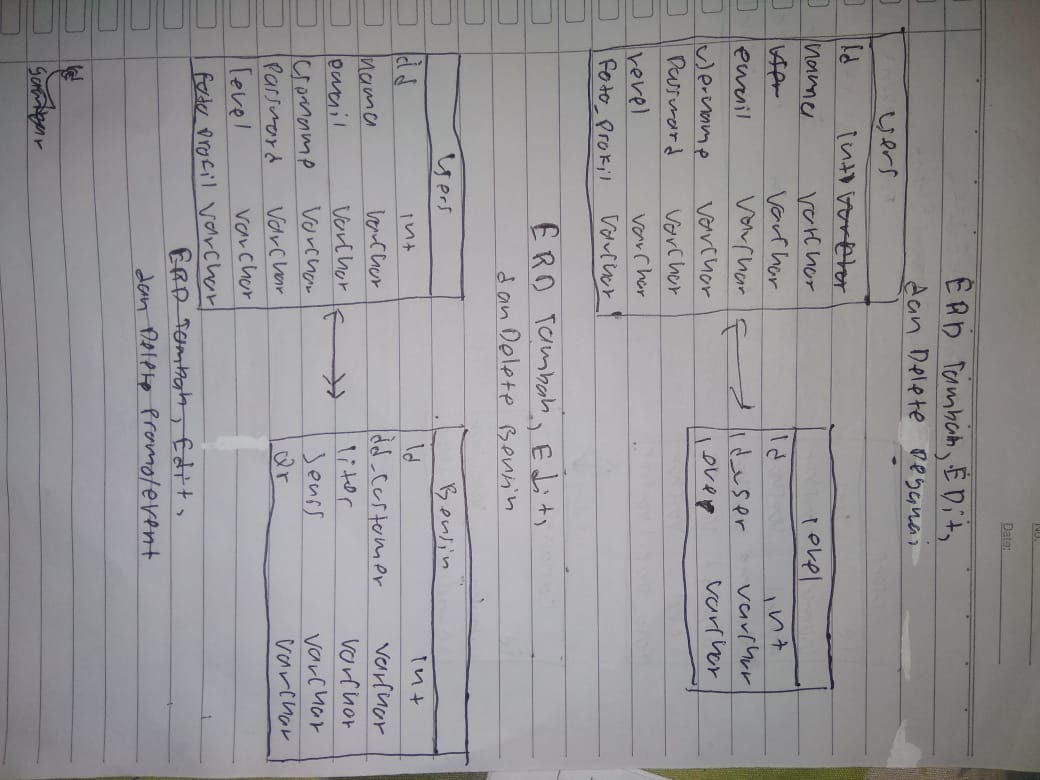 No.
Date:
ERD Tambah, EDit,
dan Delete Pegawai
Users
id int varchar
nama varchar
user varchar
email varchar
username varchar
Password varchar
level varchar
foto_profil varchar
level
id int
id_user varchar
level varchar
ERD Tambah, Edit,
dan Delete Bensin
Users
id int
nama varchar
email varchar
username varchar
Password varchar
level varchar
foto_profil varchar
Bensin
id int
id_customer varchar
liter varchar
Jenis varchar
Qr varchar
ERD Tambah, Edit,
dan Delete Promo/event
id
gambar